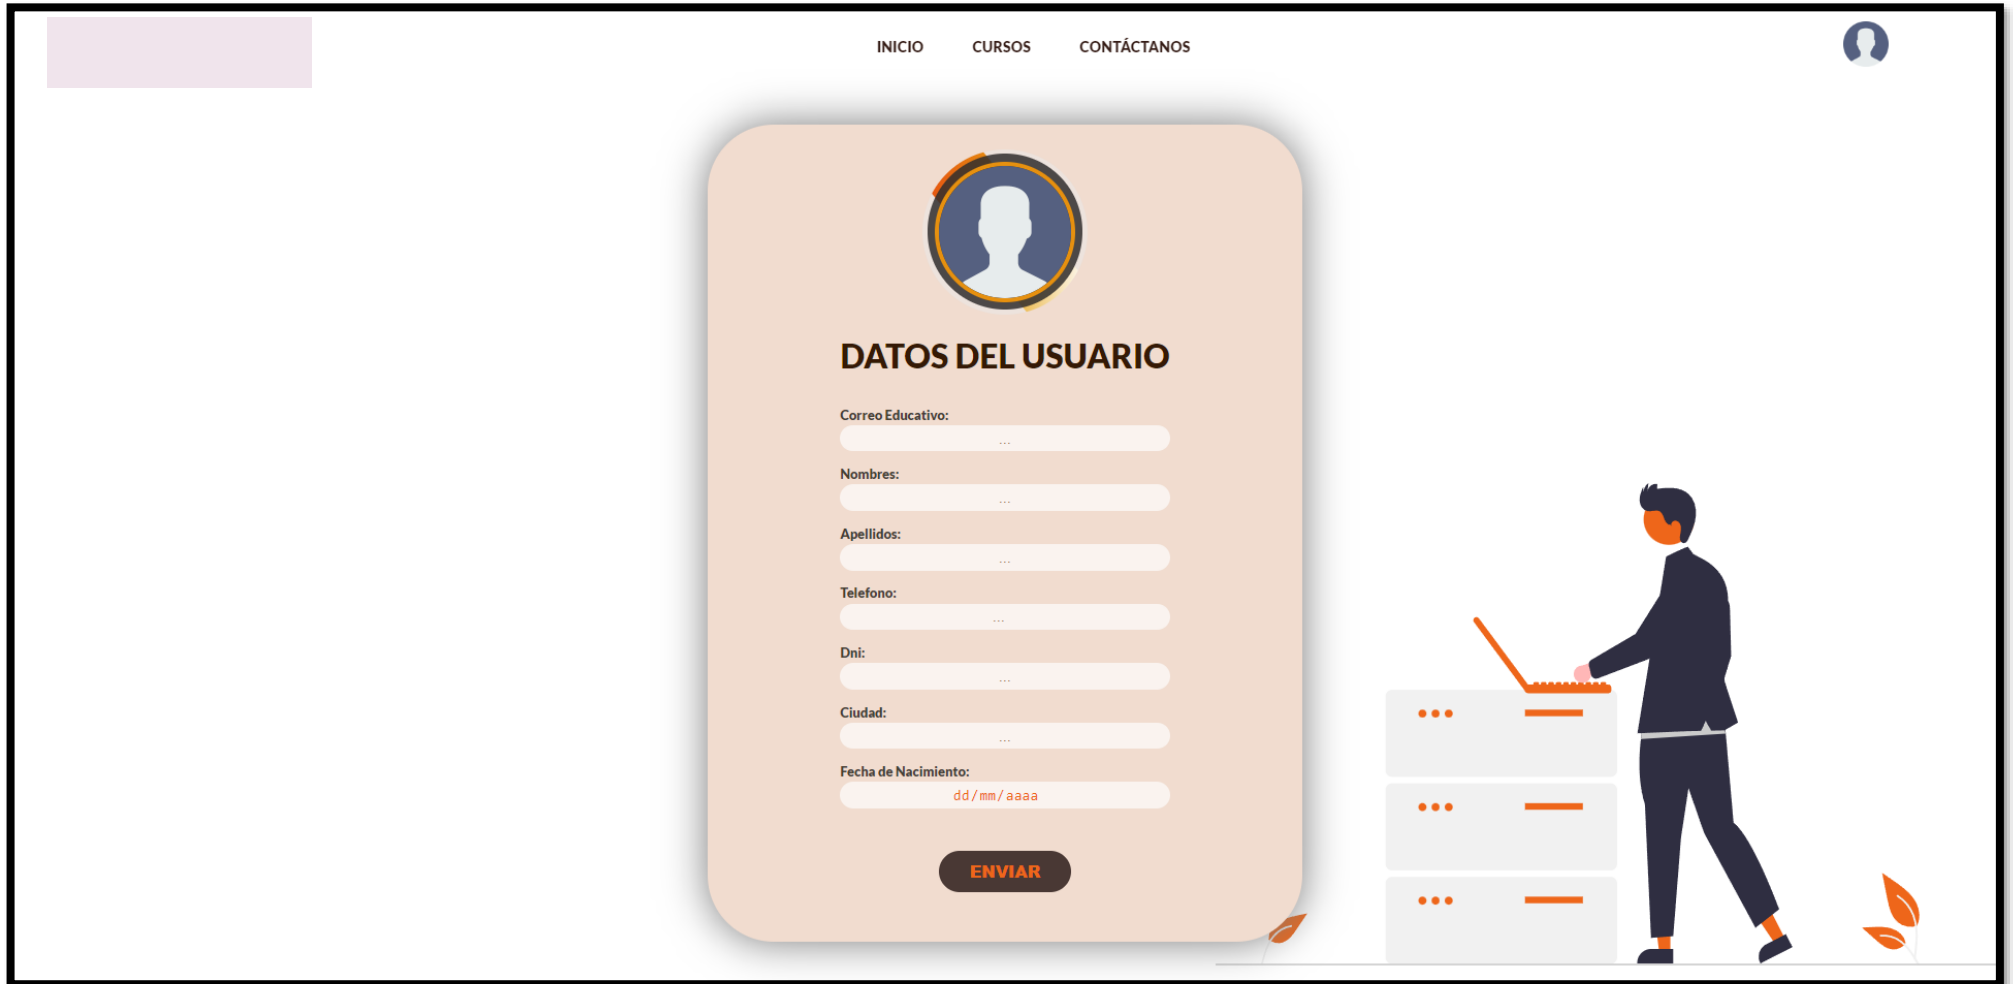 INICIO CURSOS CONTÁCTANOS
DATOS DEL USUARIO
Correo Educativo:
...
Nombres:
...
Apellidos:
...
Telefono:
...
Dni:
...
Ciudad:
...
Fecha de Nacimiento:
dd/mm/aaaa
ENVIAR